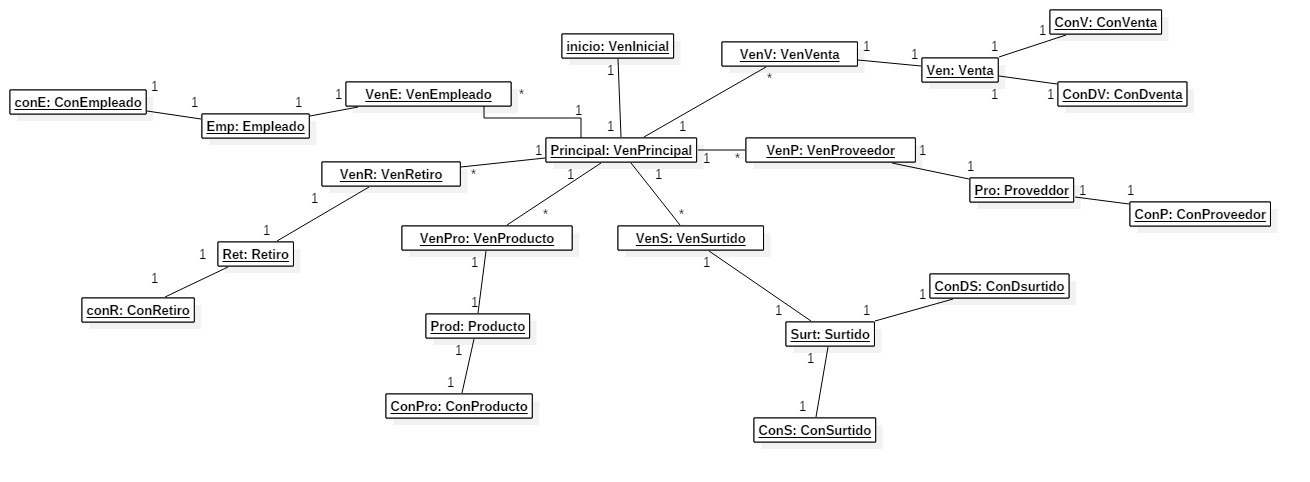 ConV: ConVenta
1
inicio: VenInicial
VenV: VenVenta
1
1
1
1
*
Ven: Venta
1
1
ConDV: ConDventa
conE: ConEmpleado
1
1
Emp: Empleado
1
1
VenE: VenEmpleado
*
1
1
1
Principal: VenPrincipal
1
*
VenP: VenProveedor
1
1
Pro: Proveddor
1
1
ConP: ConProveedor
1
*
VenR: VenRetiro
1
1
1
*
*
VenPro: VenProducto
VenS: VenSurtido
1
Ret: Retiro
1
1
conR: ConRetiro
1
1
1
Prod: Producto
1
1
ConPro: ConProducto
1
1
Surt: Surtido
1
1
ConDS: ConDsurtido
1
1
ConS: ConSurtido